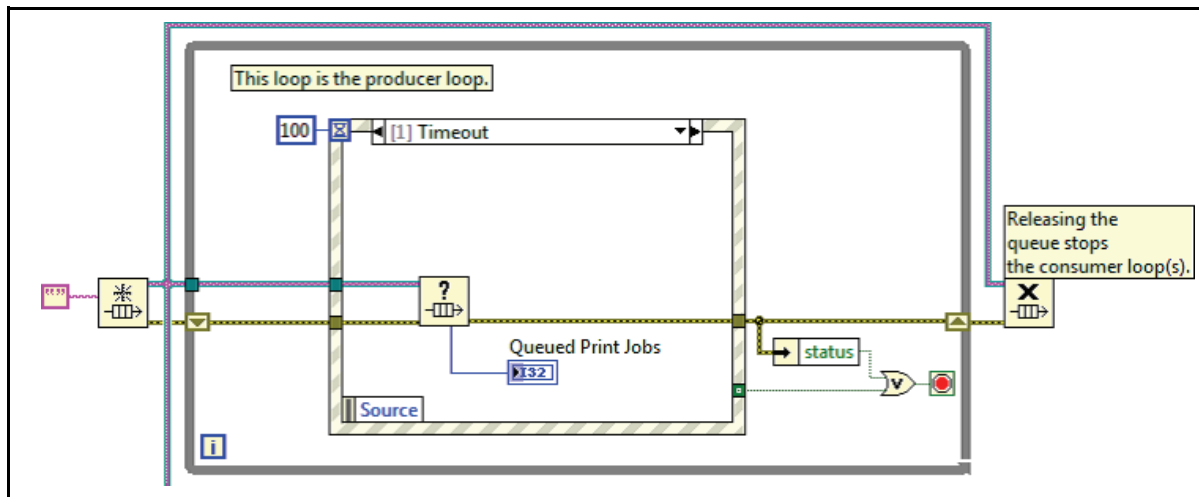 This loop is the producer loop.
100
[1] Timeout
Releasing the
queue stops
the consumer loop(s).
""
?
X
Queued Print Jobs
I32
status
V
Source
i